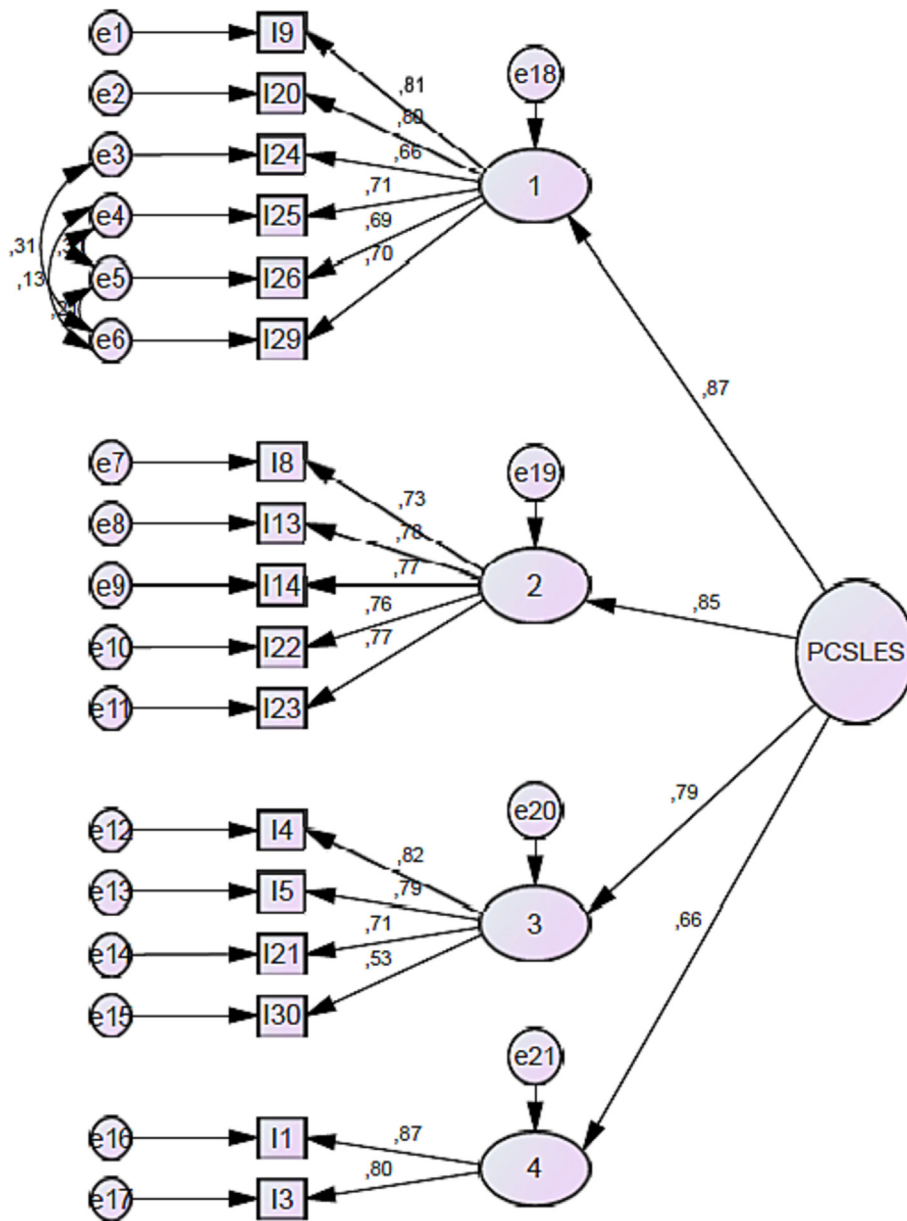 e1
I9
e18
,81
e2
I20
,80
e3
I24
,66
1
,71
e4
I25
,69
,31
e5
I26
,70
,13
e6
I29
,87
e7
I8
e19
,73
e8
I13
,78
e9
I14
,77
2
,76
,85
e10
I22
,77
PCSLES
e11
I23
,79
e12
I4
e20
,82
e13
I5
,79
,66
3
e14
I21
,71
,53
e15
I30
e21
e16
I1
,87
4
,80
e17
I3